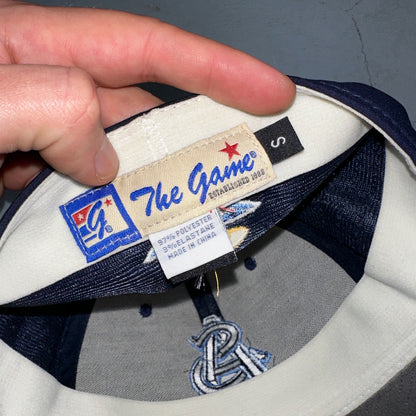 G
The Game®
ESTABLISHED 1986
S
97% POLYESTER
3% ELASTANE
MADE IN CHINA